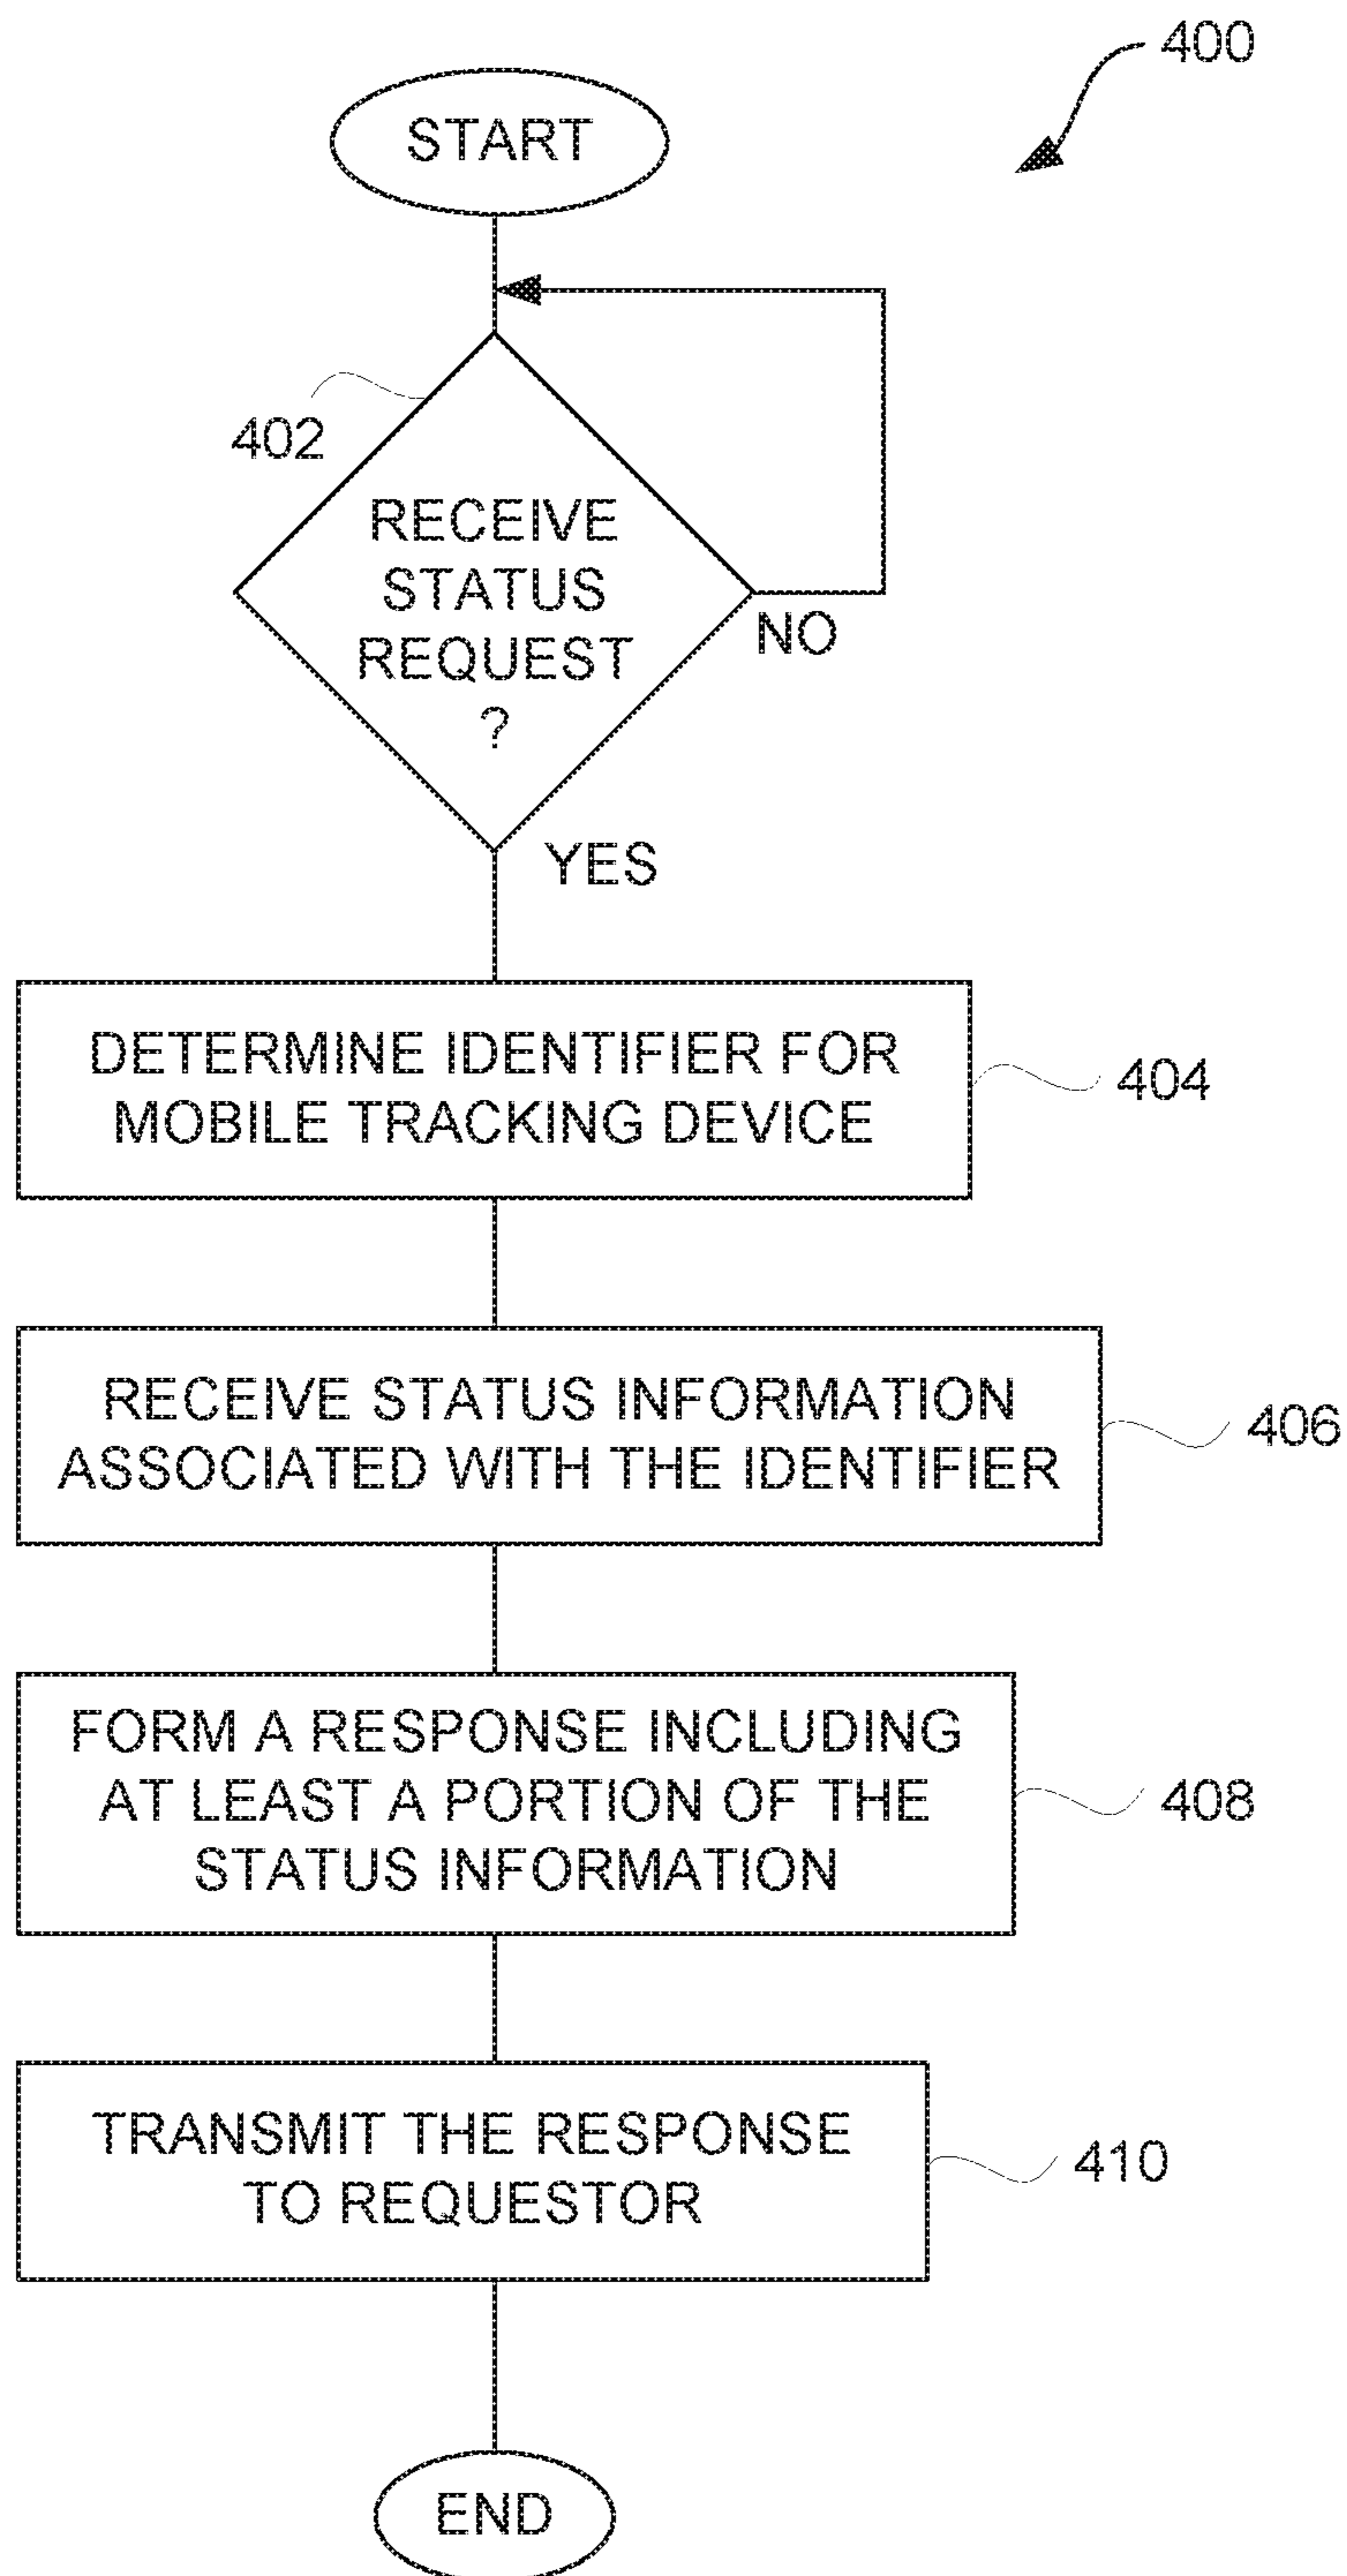 400
START
402
RECEIVE
STATUS
REQUEST
?
NO
YES
DETERMINE IDENTIFIER FOR
MOBILE TRACKING DEVICE
404
RECEIVE STATUS INFORMATION
ASSOCIATED WITH THE IDENTIFIER
406
FORM A RESPONSE INCLUDING
AT LEAST A PORTION OF THE
STATUS INFORMATION
408
TRANSMIT THE RESPONSE
TO REQUESTOR
410
END